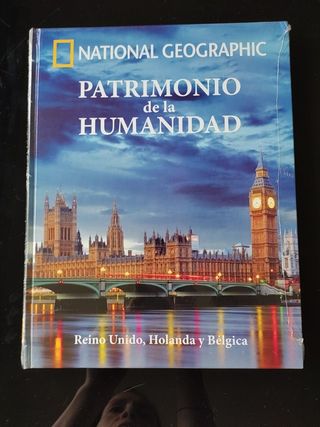 NATIONAL GEOGRAPHIC
PATRIMONIO
de la
HUMANIDAD
Reino Unido, Holanda y Bélgica